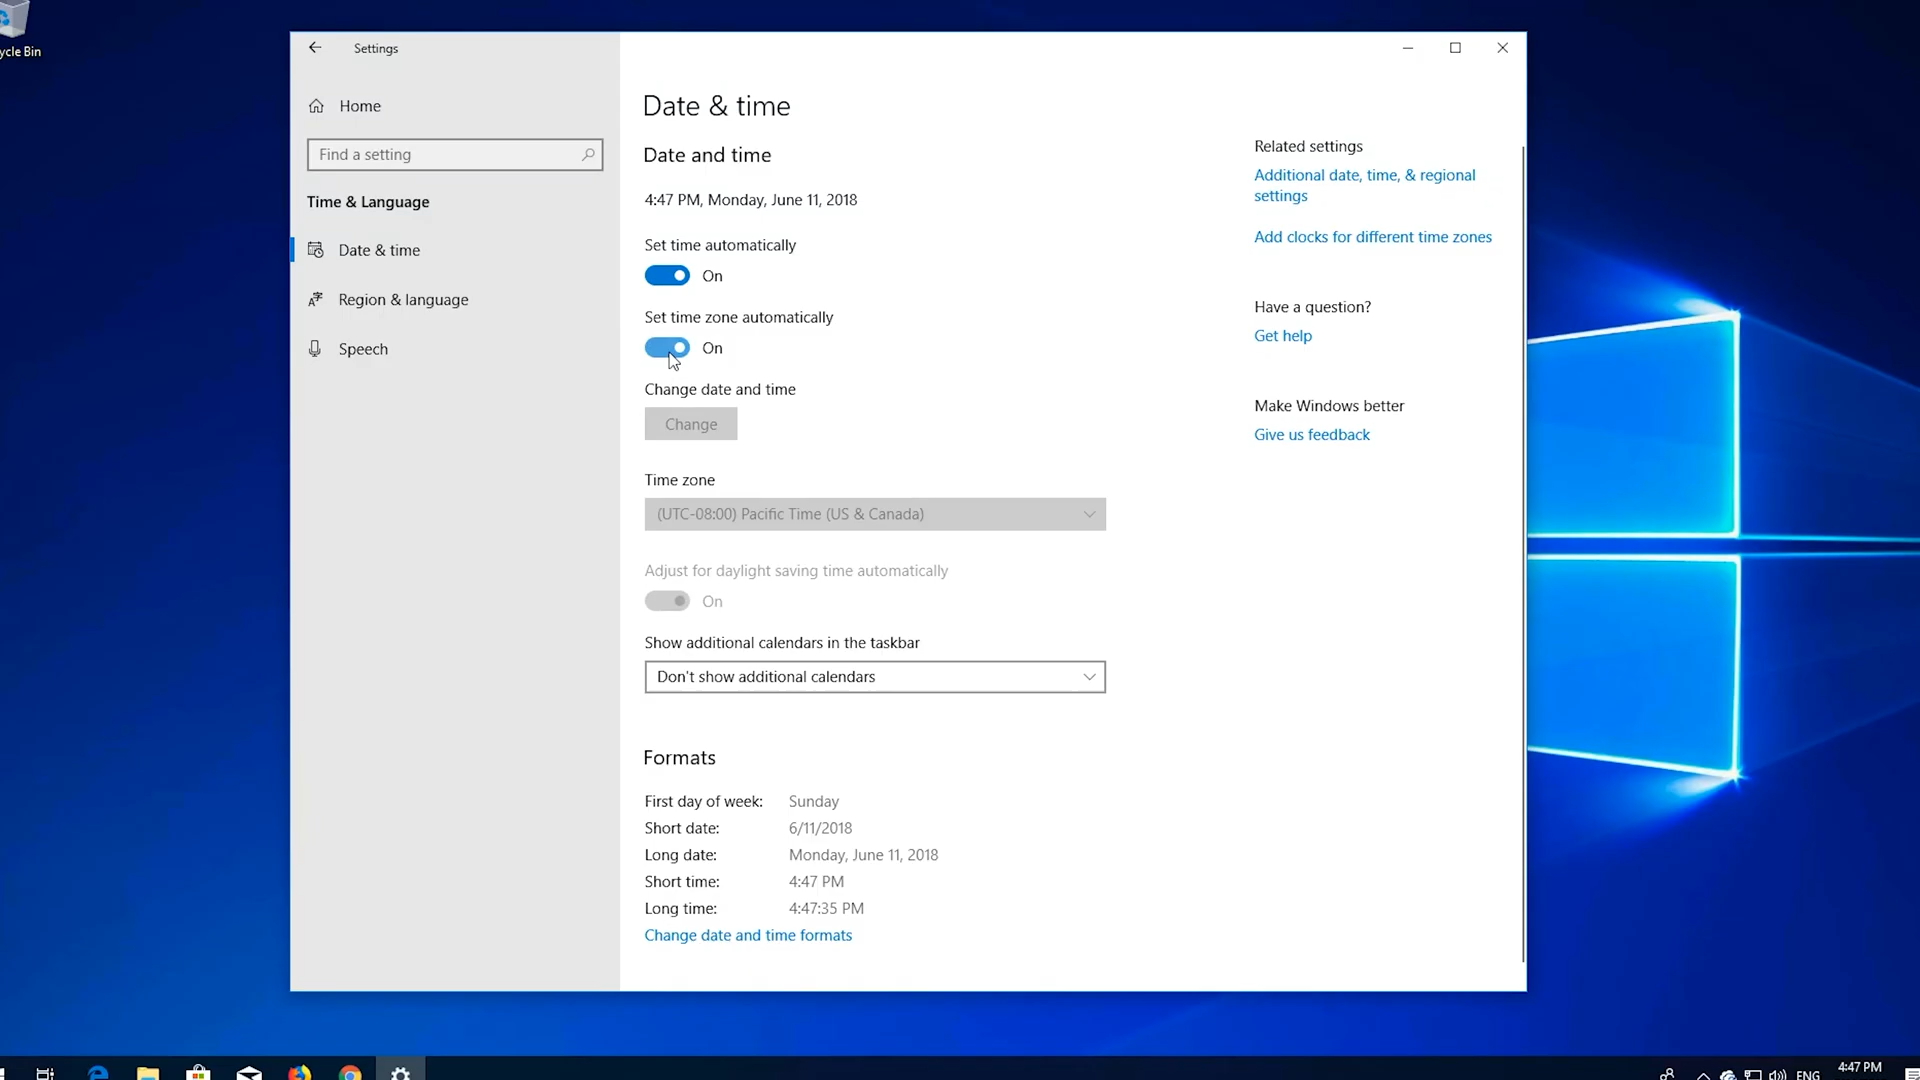 ycle Bin
Settings
Home
Find a setting
Time & Language
Date & time
Region & language
Speech
Date & time
Date and time
4:47 PM, Monday, June 11, 2018
Set time automatically
On
Set time zone automatically
On
Change date and time
Change
Time zone
(UTC-08:00) Pacific Time (US & Canada)
Adjust for daylight saving time automatically
On
Show additional calendars in the taskbar
Don't show additional calendars
Formats
First day of week: Sunday
Short date: 6/11/2018
Long date: Monday, June 11, 2018
Short time: 4:47 PM
Long time: 4:47:35 PM
Change date and time formats
Related settings
Additional date, time, & regional
settings
Add clocks for different time zones
Have a question?
Get help
Make Windows better
Give us feedback
ENG
4:47 PM